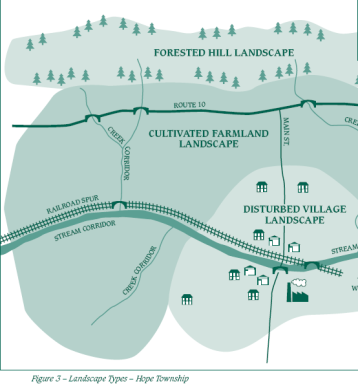 FORESTED HILL LANDSCAPE
ROUTE 10
CREEK CORRIDOR
MAIN ST.
CULTIVATED FARMLAND
LANDSCAPE
RAILROAD SPUR
STREAM CORRIDOR
DISTURBED VILLAGE
LANDSCAPE
CREEK CORRIDOR
STREAM
Figure 3 – Landscape Types – Hope Township